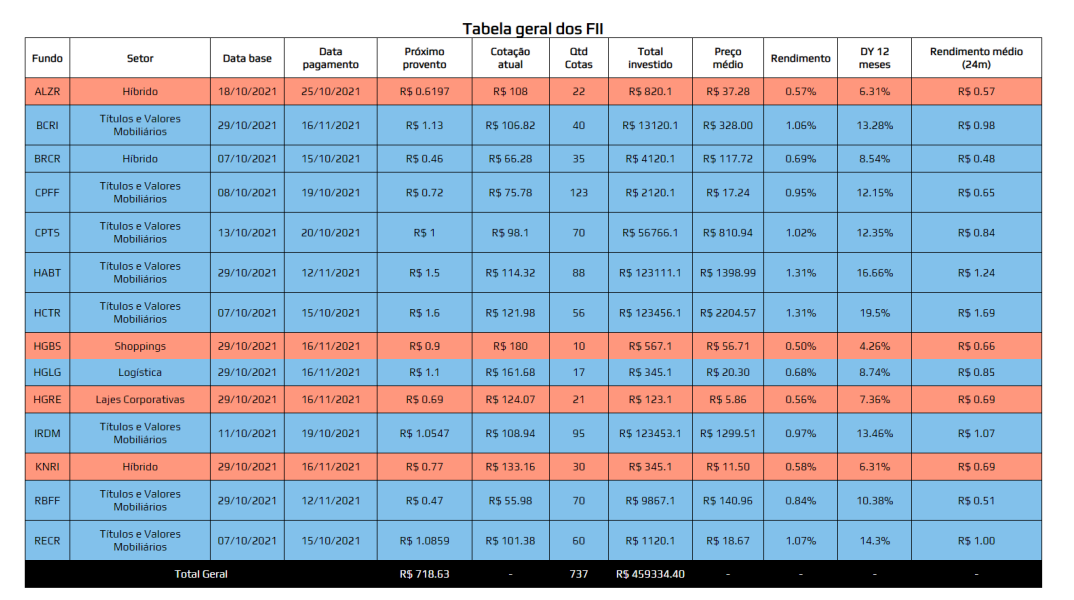 Tabela geral dos FII
Fundo Setor Data base Data pagamento Próximo provento Cotação atual Qtd Cotas Total investido Preço médio Rendimento DY 12 meses Rendimento médio (24m)
ALZR Híbrido 18/10/2021 25/10/2021 R$ 0.6197 R$ 108 22 R$ 820.1 R$ 37.28 0.57% 6.31% R$ 0.57
BCRI Títulos e Valores Mobiliários 29/10/2021 16/11/2021 R$ 1.13 R$ 106.82 40 R$ 13120.1 R$ 328.00 1.06% 13.28% R$ 0.98
BRCR Híbrido 07/10/2021 15/10/2021 R$ 0.46 R$ 66.28 35 R$ 4120.1 R$ 117.72 0.69% 8.54% R$ 0.48
CPFF Títulos e Valores Mobiliários 08/10/2021 19/10/2021 R$ 0.72 R$ 75.78 123 R$ 2120.1 R$ 17.24 0.95% 12.15% R$ 0.65
CPTS Títulos e Valores Mobiliários 13/10/2021 20/10/2021 R$ 1 R$ 98.1 70 R$ 56766.1 R$ 810.94 1.02% 12.35% R$ 0.84
HABT Títulos e Valores Mobiliários 29/10/2021 12/11/2021 R$ 1.5 R$ 114.32 88 R$ 123111.1 R$ 1398.99 1.31% 16.66% R$ 1.24
HCTR Títulos e Valores Mobiliários 07/10/2021 15/10/2021 R$ 1.6 R$ 121.98 56 R$ 123456.1 R$ 2204.57 1.31% 19.5% R$ 1.69
HGBS Shoppings 29/10/2021 16/11/2021 R$ 0.9 R$ 180 10 R$ 567.1 R$ 56.71 0.50% 4.26% R$ 0.66
HGLG Logística 29/10/2021 16/11/2021 R$ 1.1 R$ 161.68 17 R$ 345.1 R$ 20.30 0.68% 8.74% R$ 0.85
HGRE Lajes Corporativas 29/10/2021 16/11/2021 R$ 0.69 R$ 124.07 21 R$ 123.1 R$ 5.86 0.56% 7.36% R$ 0.69
IRDM Títulos e Valores Mobiliários 11/10/2021 19/10/2021 R$ 1.0547 R$ 108.94 95 R$ 123453.1 R$ 1299.51 0.97% 13.46% R$ 1.07
KNRI Híbrido 29/10/2021 16/11/2021 R$ 0.77 R$ 133.16 30 R$ 345.1 R$ 11.50 0.58% 6.31% R$ 0.69
RBFF Títulos e Valores Mobiliários 29/10/2021 12/11/2021 R$ 0.47 R$ 55.98 70 R$ 9867.1 R$ 140.96 0.84% 10.38% R$ 0.51
RECR Títulos e Valores Mobiliários 07/10/2021 15/10/2021 R$ 1.0859 R$ 101.38 60 R$ 1120.1 R$ 18.67 1.07% 14.3% R$ 1.00
Total Geral R$ 718.63 - 737 R$ 459334.40 - - - -